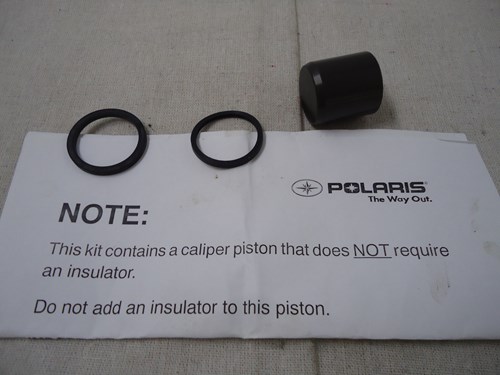 POLARIS
The Way Out.
NOTE:
This kit contains a caliper piston that does NOT require
an insulator.
Do not add an insulator to this piston.